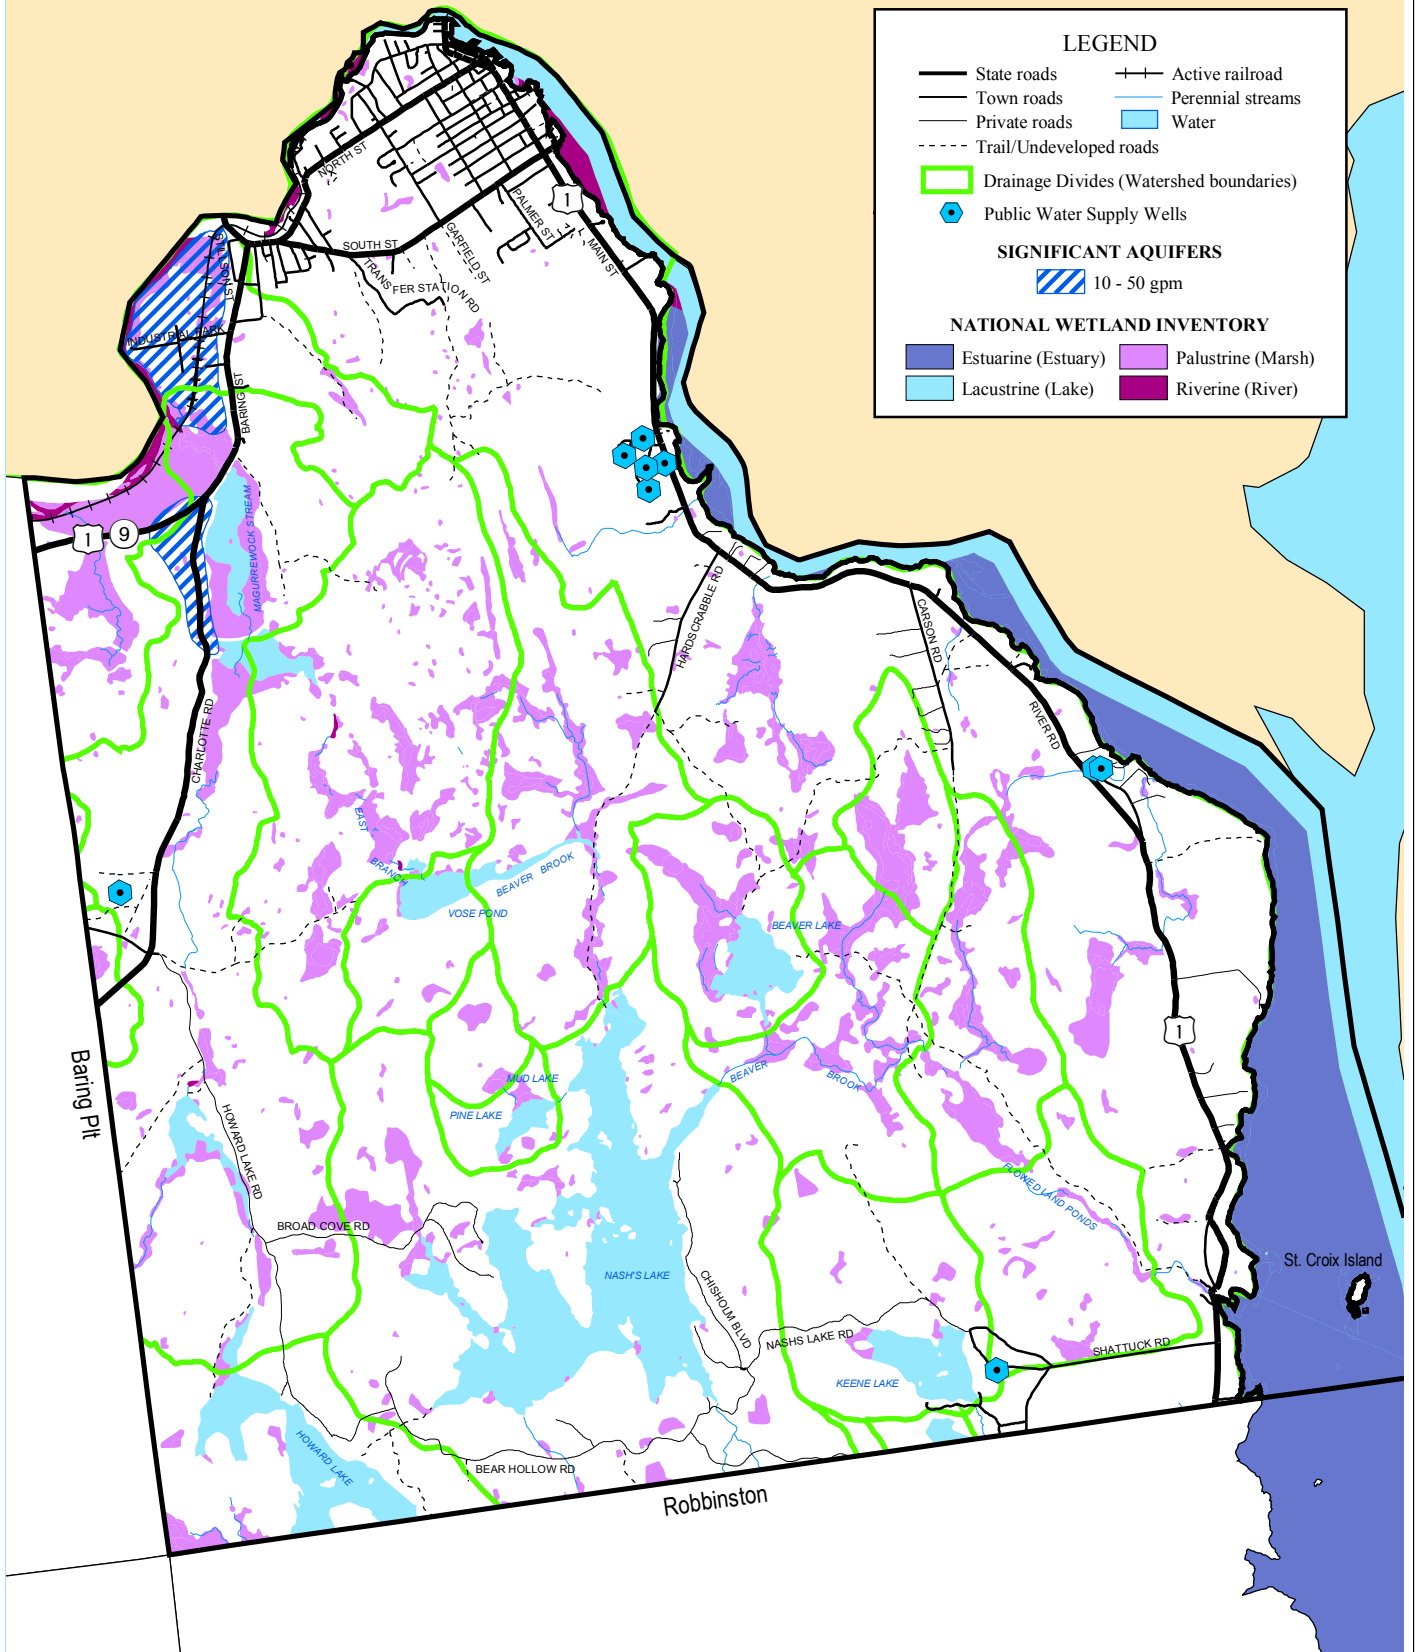 LEGEND
State roads
Active railroad
Town roads
Perennial streams
Private roads
Water
Trail/Undeveloped roads
Drainage Divides (Watershed boundaries)
Public Water Supply Wells
SIGNIFICANT AQUIFERS
10 - 50 gpm
NATIONAL WETLAND INVENTORY
Estuarine (Estuary)
Palustrine (Marsh)
Lacustrine (Lake)
Riverine (River)
NORTH ST
1
PALMER ST
GARFIELD ST
MAIN ST
SOUTH ST
STILLSON ST
TRANSFER STATION RD
INDUSTRIAL PARK
BARING ST
MAGURREWOCK STREAM
1
9
HARDSCRABBLE RD
CARSON RD
RIVER RD
CHARLOTTE RD
EAST
BRANCH
BEAVER BROOK
VOSE POND
BEAVER LAKE
1
Baring Plt
MUD LAKE
BEAVER
BROOK
PINE LAKE
HOWARD LAKE RD
FLOWED LAND PONDS
BROAD COVE RD
NASH'S LAKE
St. Croix Island
CHISHOLM BLVD
NASHS LAKE RD
SHATTUCK RD
KEENE LAKE
HOWARD LAKE
BEAR HOLLOW RD
Robbinston